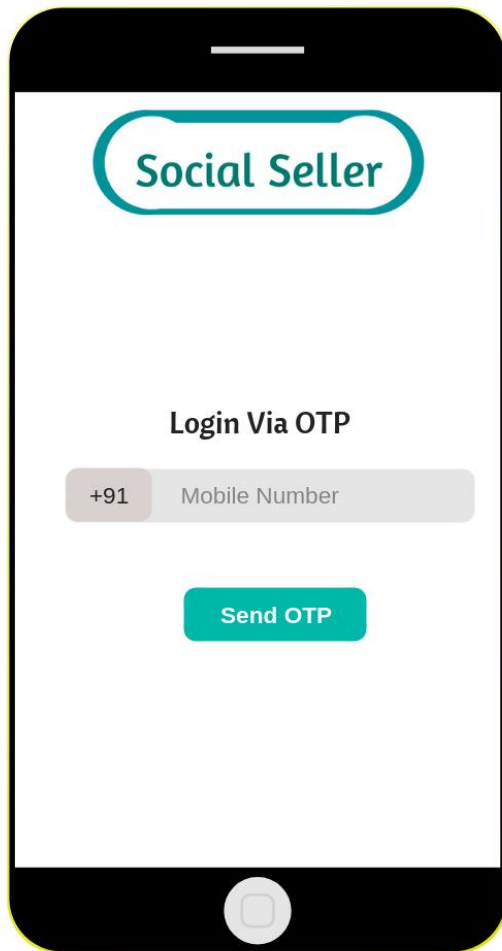 Social Seller
Login Via OTP
+91 Mobile Number
Send OTP